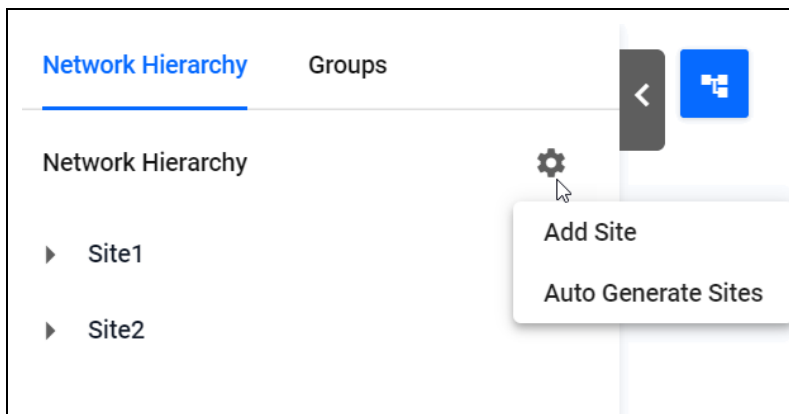 Network Hierarchy
Groups
Network Hierarchy
Add Site
Site1
Auto Generate Sites
Site2